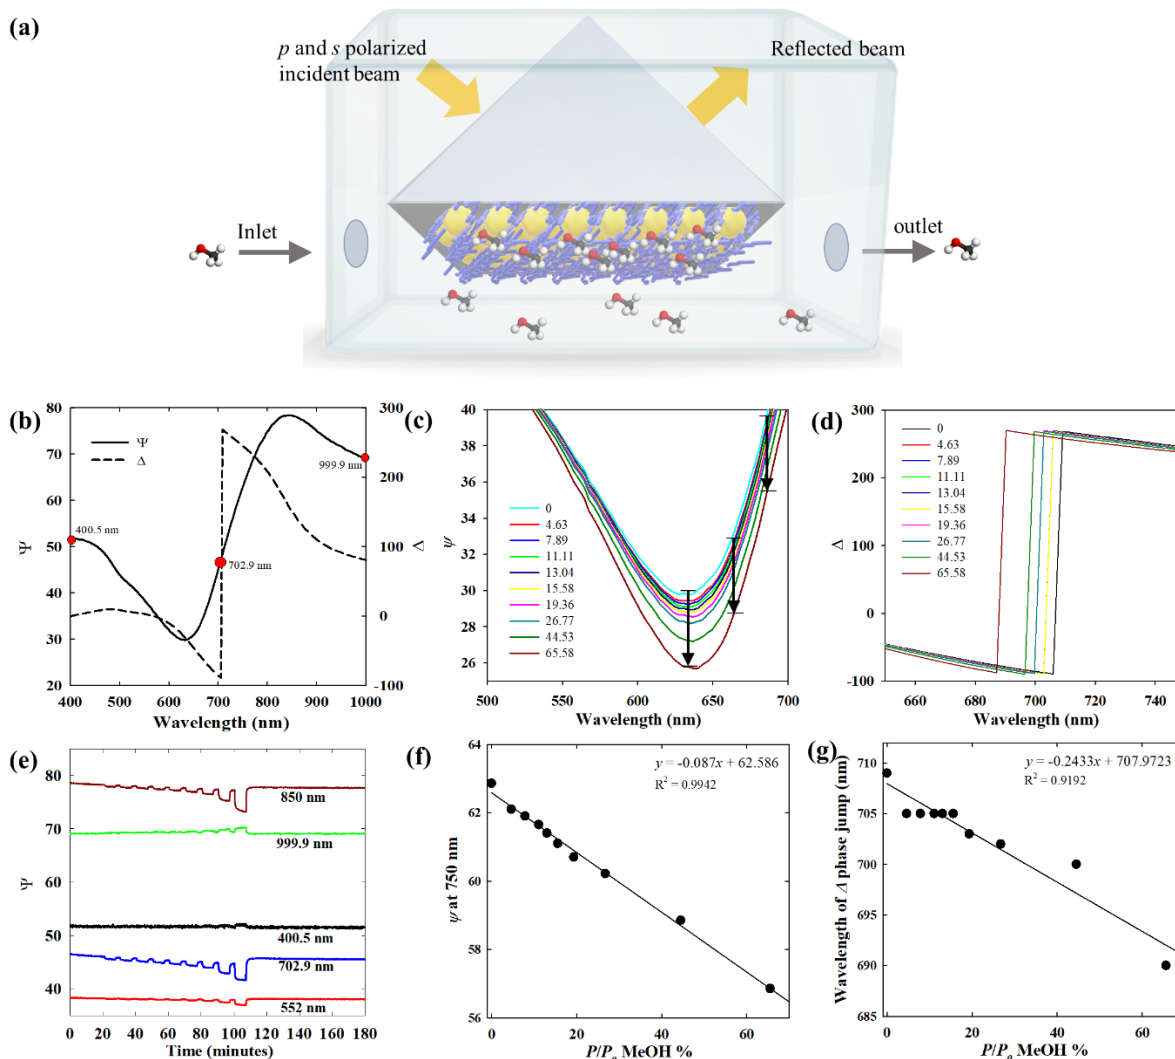 (a)
p and s polarized
incident beam
Reflected beam
Inlet
outlet
(b)
80
70
60
50
40
30
20
300
200
100
0
-100
Ψ
Δ
Ψ
Δ
400.5 nm
702.9 nm
999.9 nm
400 500 600 700 800 900 1000
Wavelength (nm)
(c)
40
38
36
34
32
30
28
26
ψ
0
4.63
7.89
11.11
13.04
15.58
19.36
26.77
44.53
65.58
500 550 600 650 700
Wavelength (nm)
(d)
300
200
100
0
-100
Δ
0
4.63
7.89
11.11
13.04
15.58
19.36
26.77
44.53
65.58
660 680 700 720 740
Wavelength (nm)
(e)
80
70
60
50
40
Ψ
850 nm
999.9 nm
400.5 nm
702.9 nm
552 nm
0 20 40 60 80 100 120 140 160 180
Time (minutes)
(f)
64
62
60
58
56
ψ at 750 nm
y = -0.087x + 62.586
R² = 0.9942
0 20 40 60
P/Pₒ MeOH %
(g)
710
705
700
695
690
Wavelength of Δ phase jump (nm)
y = -0.2433x + 707.9723
R² = 0.9192
0 20 40 60
P/Pₒ MeOH %